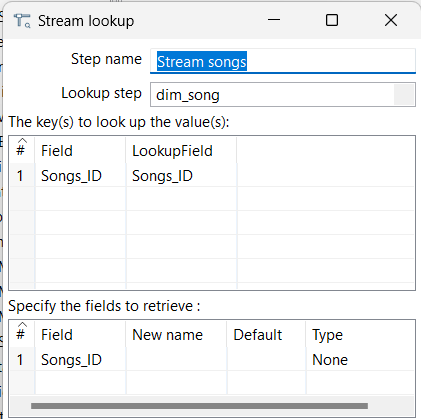 Stream lookup
Step name Stream songs
Lookup step dim_song
The key(s) to look up the value(s):
# Field LookupField
1 Songs_ID Songs_ID
Specify the fields to retrieve :
# Field New name Default Type
1 Songs_ID None